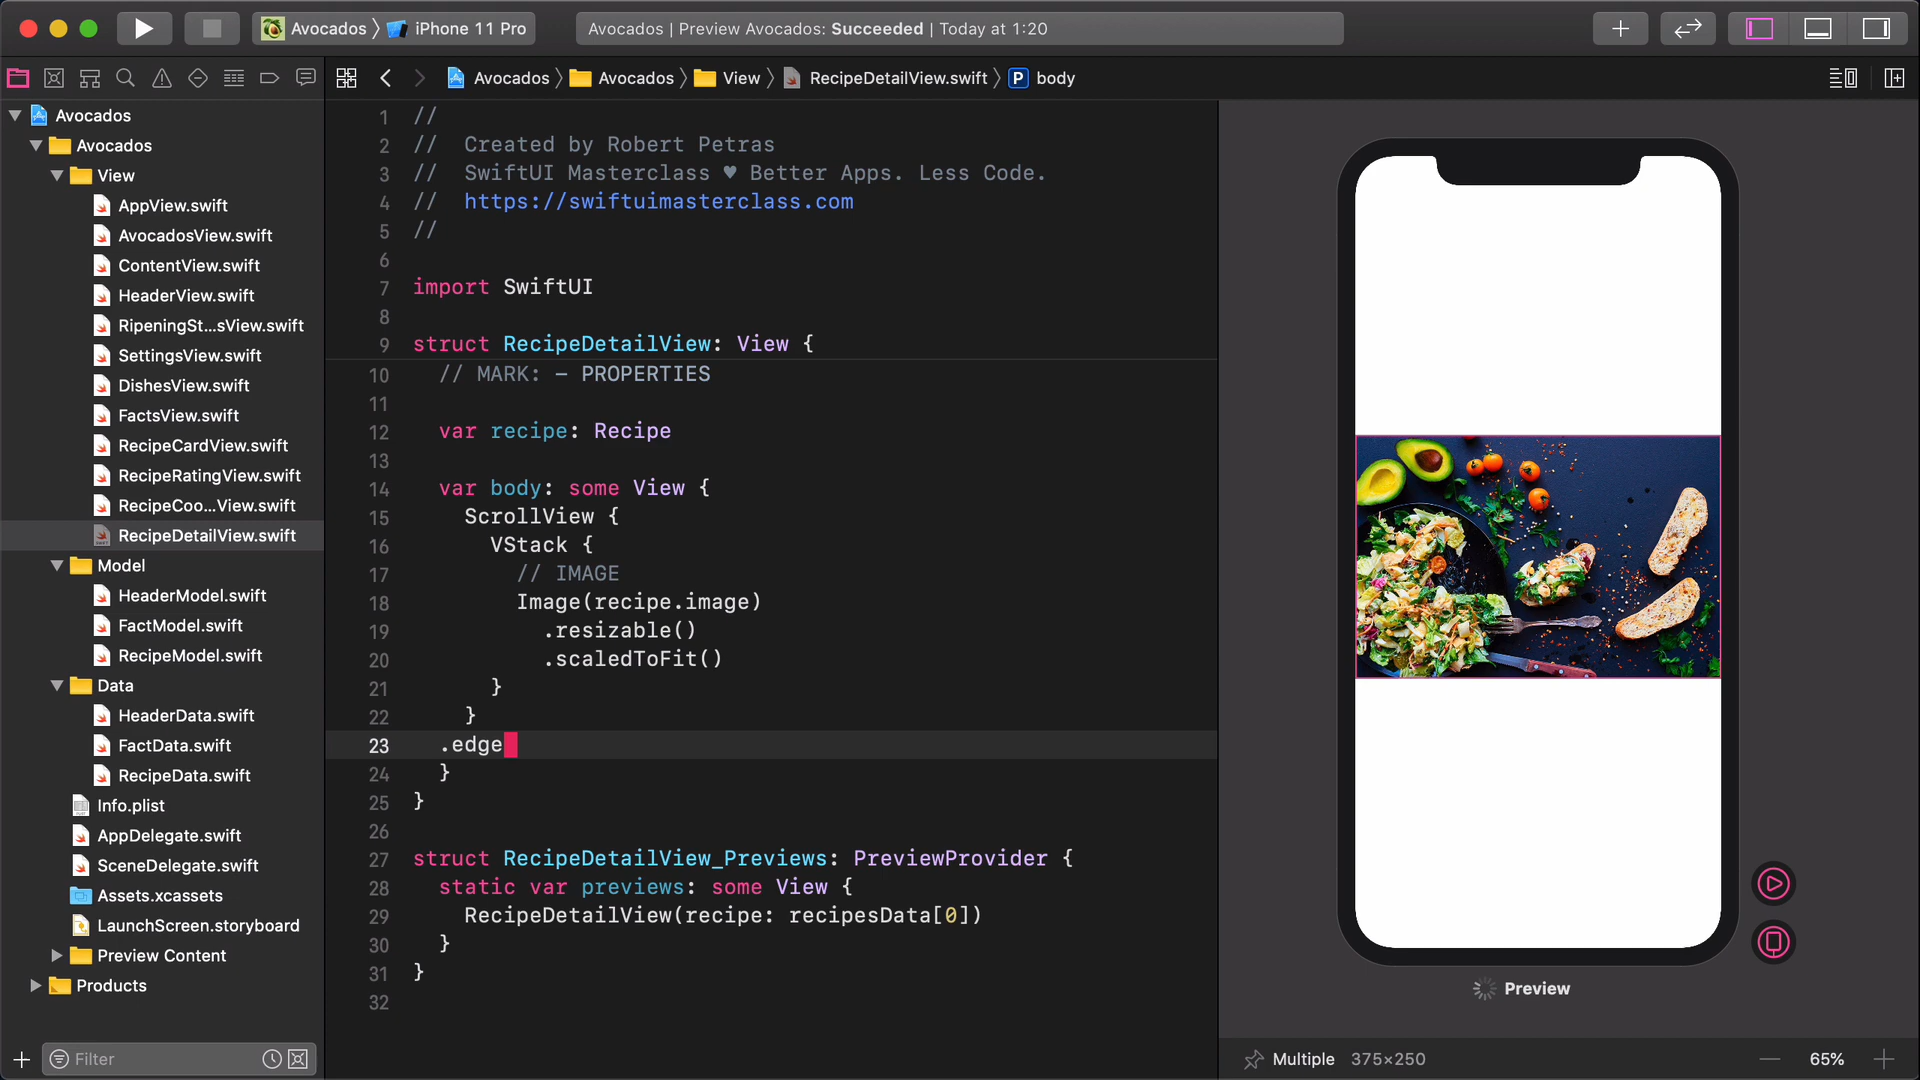 Avocados 〉 iPhone 11 Pro
Avocados | Preview Avocados: Succeeded | Today at 1:20
Avocados 〉 Avocados 〉 View 〉 RecipeDetailView.swift 〉 P body
Avocados
Avocados
View
AppView.swift
AvocadosView.swift
ContentView.swift
HeaderView.swift
RipeningSt...sView.swift
SettingsView.swift
DishesView.swift
FactsView.swift
RecipeCardView.swift
RecipeRatingView.swift
RecipeCoo...View.swift
RecipeDetailView.swift
Model
HeaderModel.swift
FactModel.swift
RecipeModel.swift
Data
HeaderData.swift
FactData.swift
RecipeData.swift
Info.plist
AppDelegate.swift
SceneDelegate.swift
Assets.xcassets
LaunchScreen.storyboard
Preview Content
Products
Filter
1 //
2 //  Created by Robert Petras
3 //  SwiftUI Masterclass ♥ Better Apps. Less Code.
4 //  https://swiftuimasterclass.com
5 //
6
7 import SwiftUI
8
9 struct RecipeDetailView: View {
10   // MARK: - PROPERTIES
11
12   var recipe: Recipe
13
14   var body: some View {
15     ScrollView {
16       VStack {
17         // IMAGE
18         Image(recipe.image)
19           .resizable()
20           .scaledToFit()
21       }
22     }
23   .edge
24   }
25 }
26
27 struct RecipeDetailView_Previews: PreviewProvider {
28   static var previews: some View {
29     RecipeDetailView(recipe: recipesData[0])
30   }
31 }
32
Preview
Multiple 375×250
65%